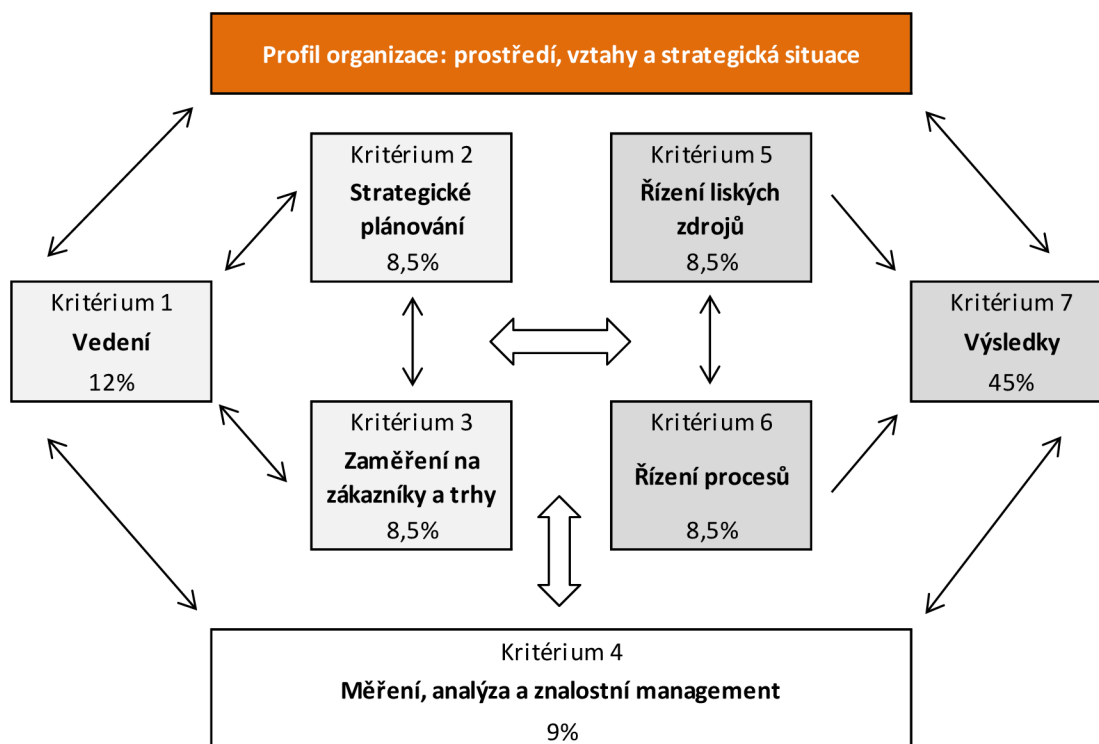 Profil organizace: prostředí, vztahy a strategická situace
Kritérium 2
Strategické
plánování
8,5%
Kritérium 5
Řízení liských
zdrojů
8,5%
Kritérium 1
Vedení
12%
Kritérium 7
Výsledky
45%
Kritérium 3
Zaměření na
zákazníky a trhy
8,5%
Kritérium 6
Řízení procesů
8,5%
Kritérium 4
Měření, analýza a znalostní management
9%